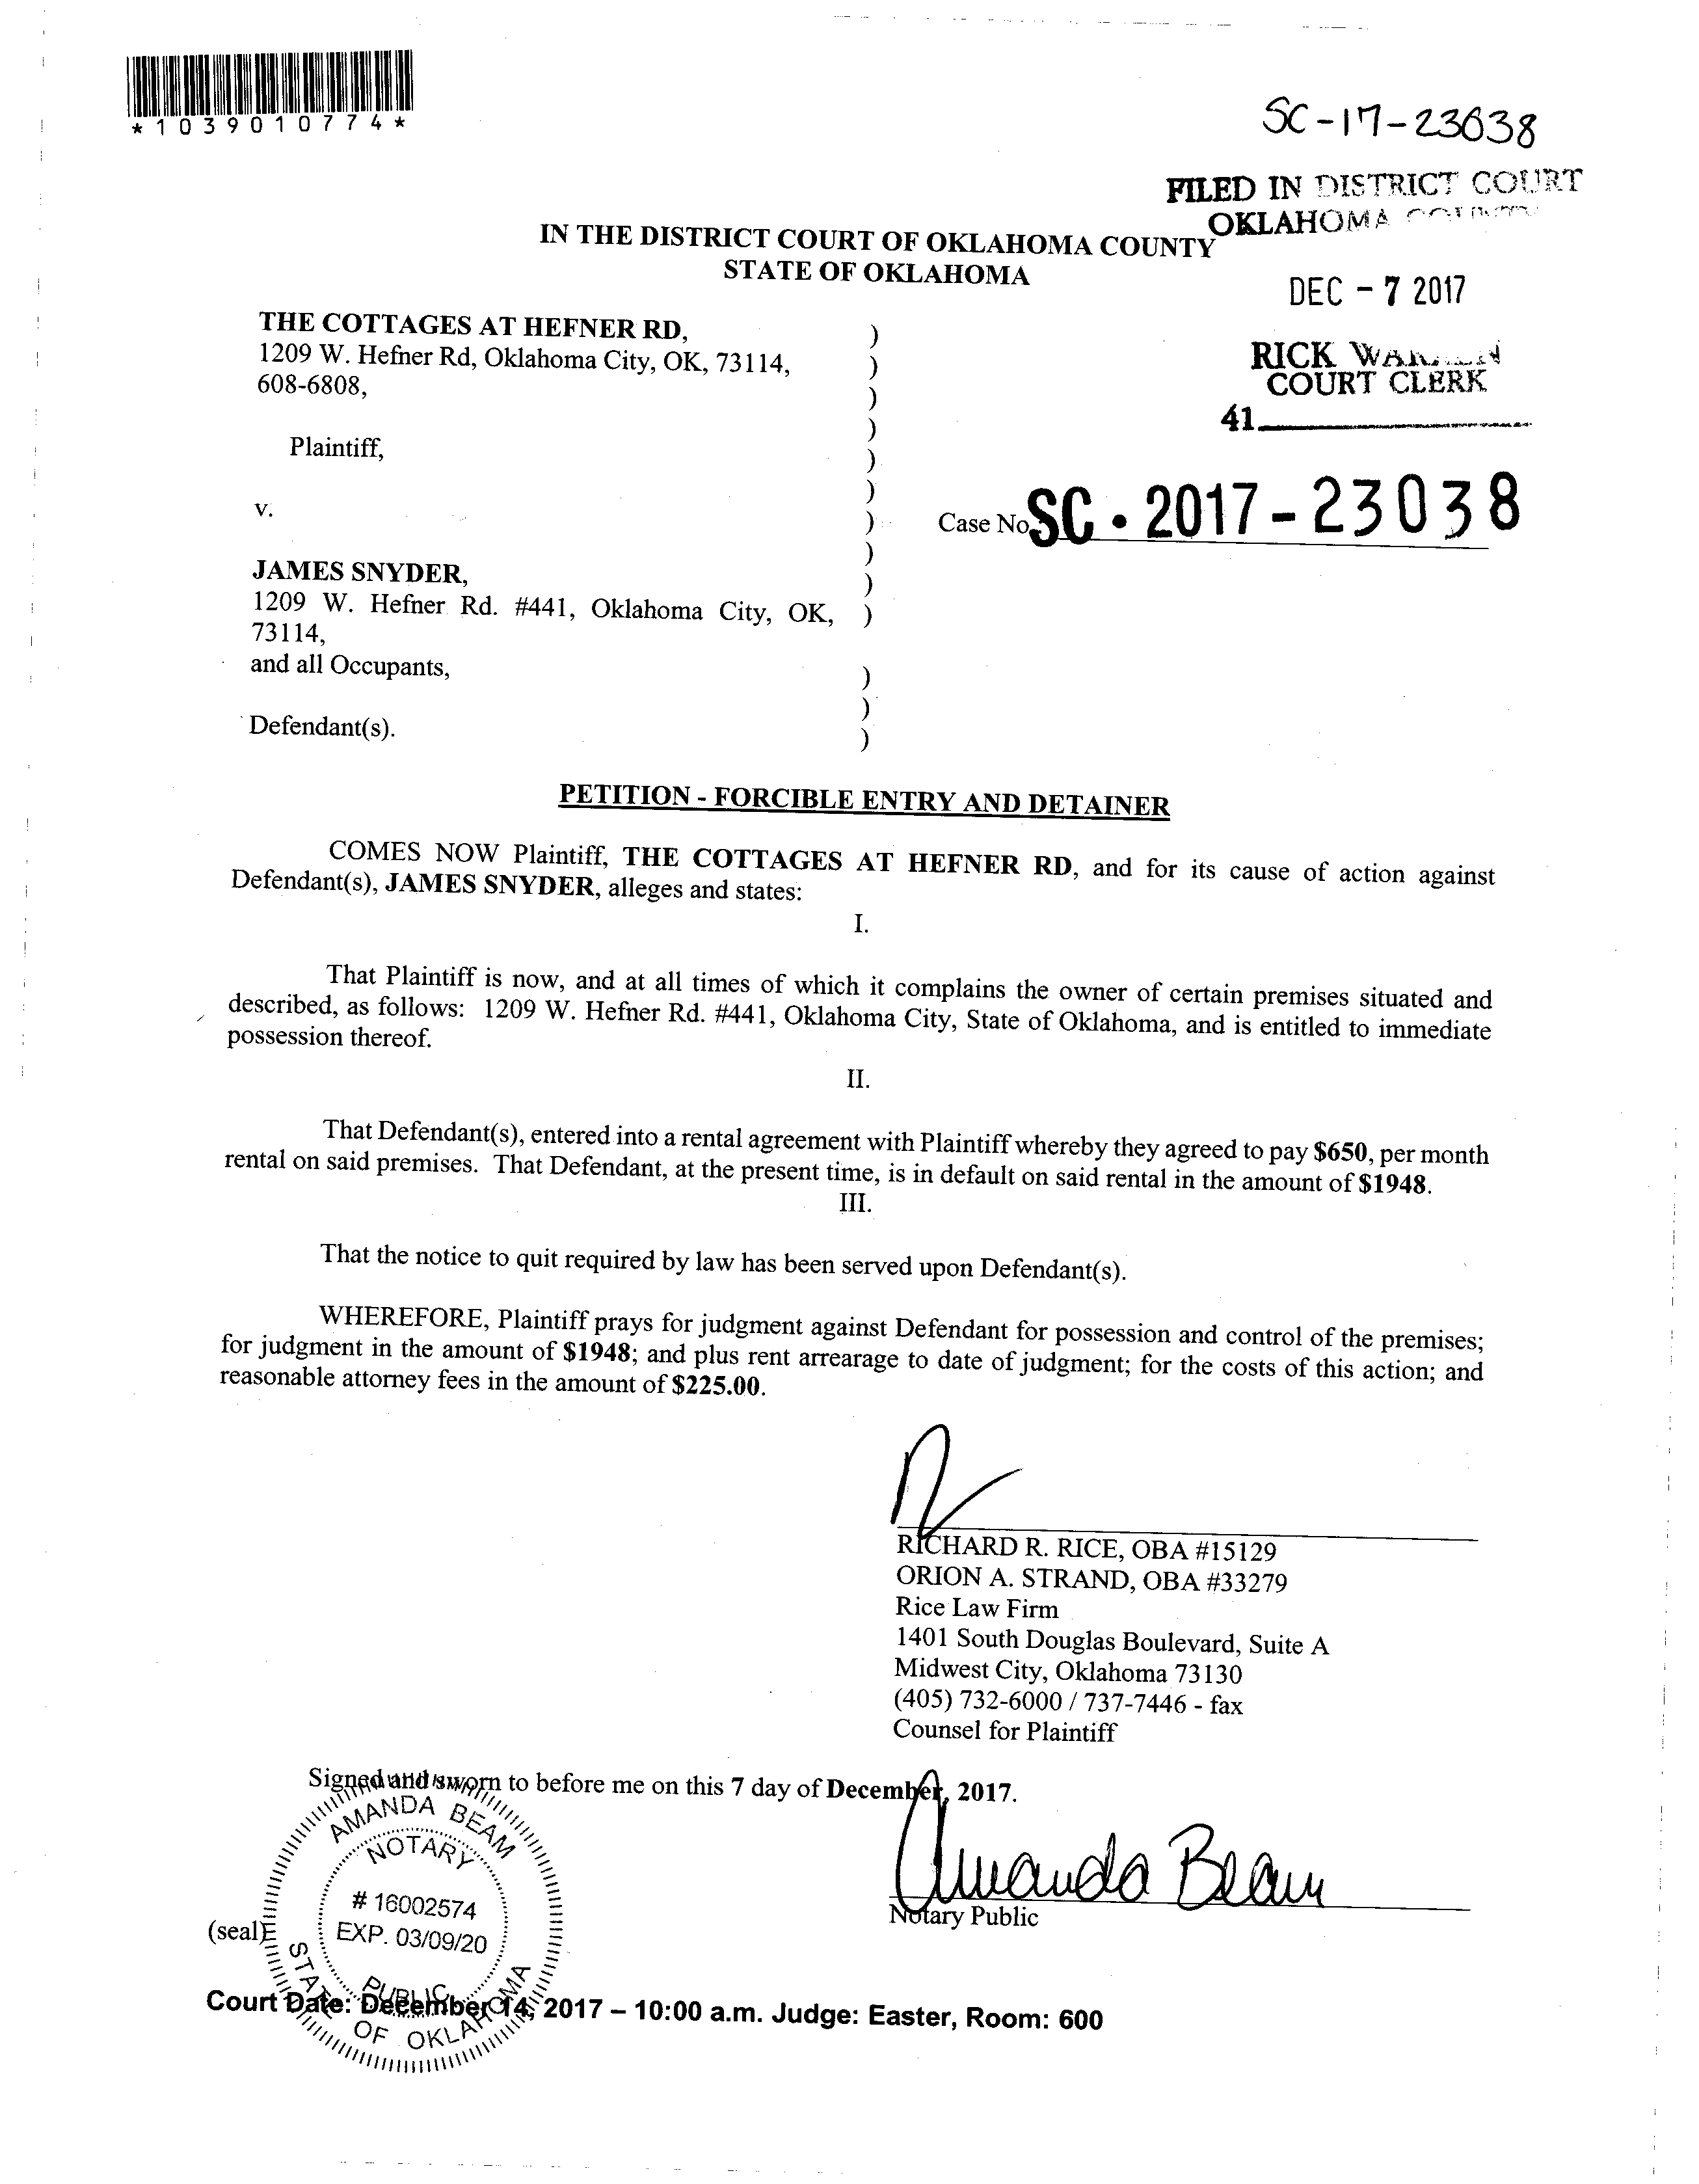 *1039010774*
SC-17-23038
FILED IN DISTRICT COURT
OKLAHOMA COUNTY
IN THE DISTRICT COURT OF OKLAHOMA COUNTY
STATE OF OKLAHOMA
DEC - 7 2017
THE COTTAGES AT HEFNER RD, )
1209 W. Hefner Rd, Oklahoma City, OK, 73114, )
608-6808, )
)
Plaintiff, )
)
v. )
)
JAMES SNYDER, )
1209 W. Hefner Rd. #441, Oklahoma City, OK, )
73114,
and all Occupants, )
)
Defendant(s). )
RICK WARREN
COURT CLERK
41
Case No. SC · 2017 - 23038
PETITION - FORCIBLE ENTRY AND DETAINER
COMES NOW Plaintiff, THE COTTAGES AT HEFNER RD, and for its cause of action against
Defendant(s), JAMES SNYDER, alleges and states:
I.
That Plaintiff is now, and at all times of which it complains the owner of certain premises situated and
described, as follows: 1209 W. Hefner Rd. #441, Oklahoma City, State of Oklahoma, and is entitled to immediate
possession thereof.
II.
That Defendant(s), entered into a rental agreement with Plaintiff whereby they agreed to pay $650, per month
rental on said premises. That Defendant, at the present time, is in default on said rental in the amount of $1948.
III.
That the notice to quit required by law has been served upon Defendant(s).
WHEREFORE, Plaintiff prays for judgment against Defendant for possession and control of the premises;
for judgment in the amount of $1948; and plus rent arrearage to date of judgment; for the costs of this action; and
reasonable attorney fees in the amount of $225.00.
RICHARD R. RICE, OBA #15129
ORION A. STRAND, OBA #33279
Rice Law Firm
1401 South Douglas Boulevard, Suite A
Midwest City, Oklahoma 73130
(405) 732-6000 / 737-7446 - fax
Counsel for Plaintiff
Signed and sworn to before me on this 7 day of December, 2017.
AMANDA BEAM
NOTARY
# 16002574
EXP. 03/09/20
PUBLIC
STATE OF OKLAHOMA
(seal)
Amanda Beam
Notary Public
Court Date: December 14, 2017 – 10:00 a.m. Judge: Easter, Room: 600